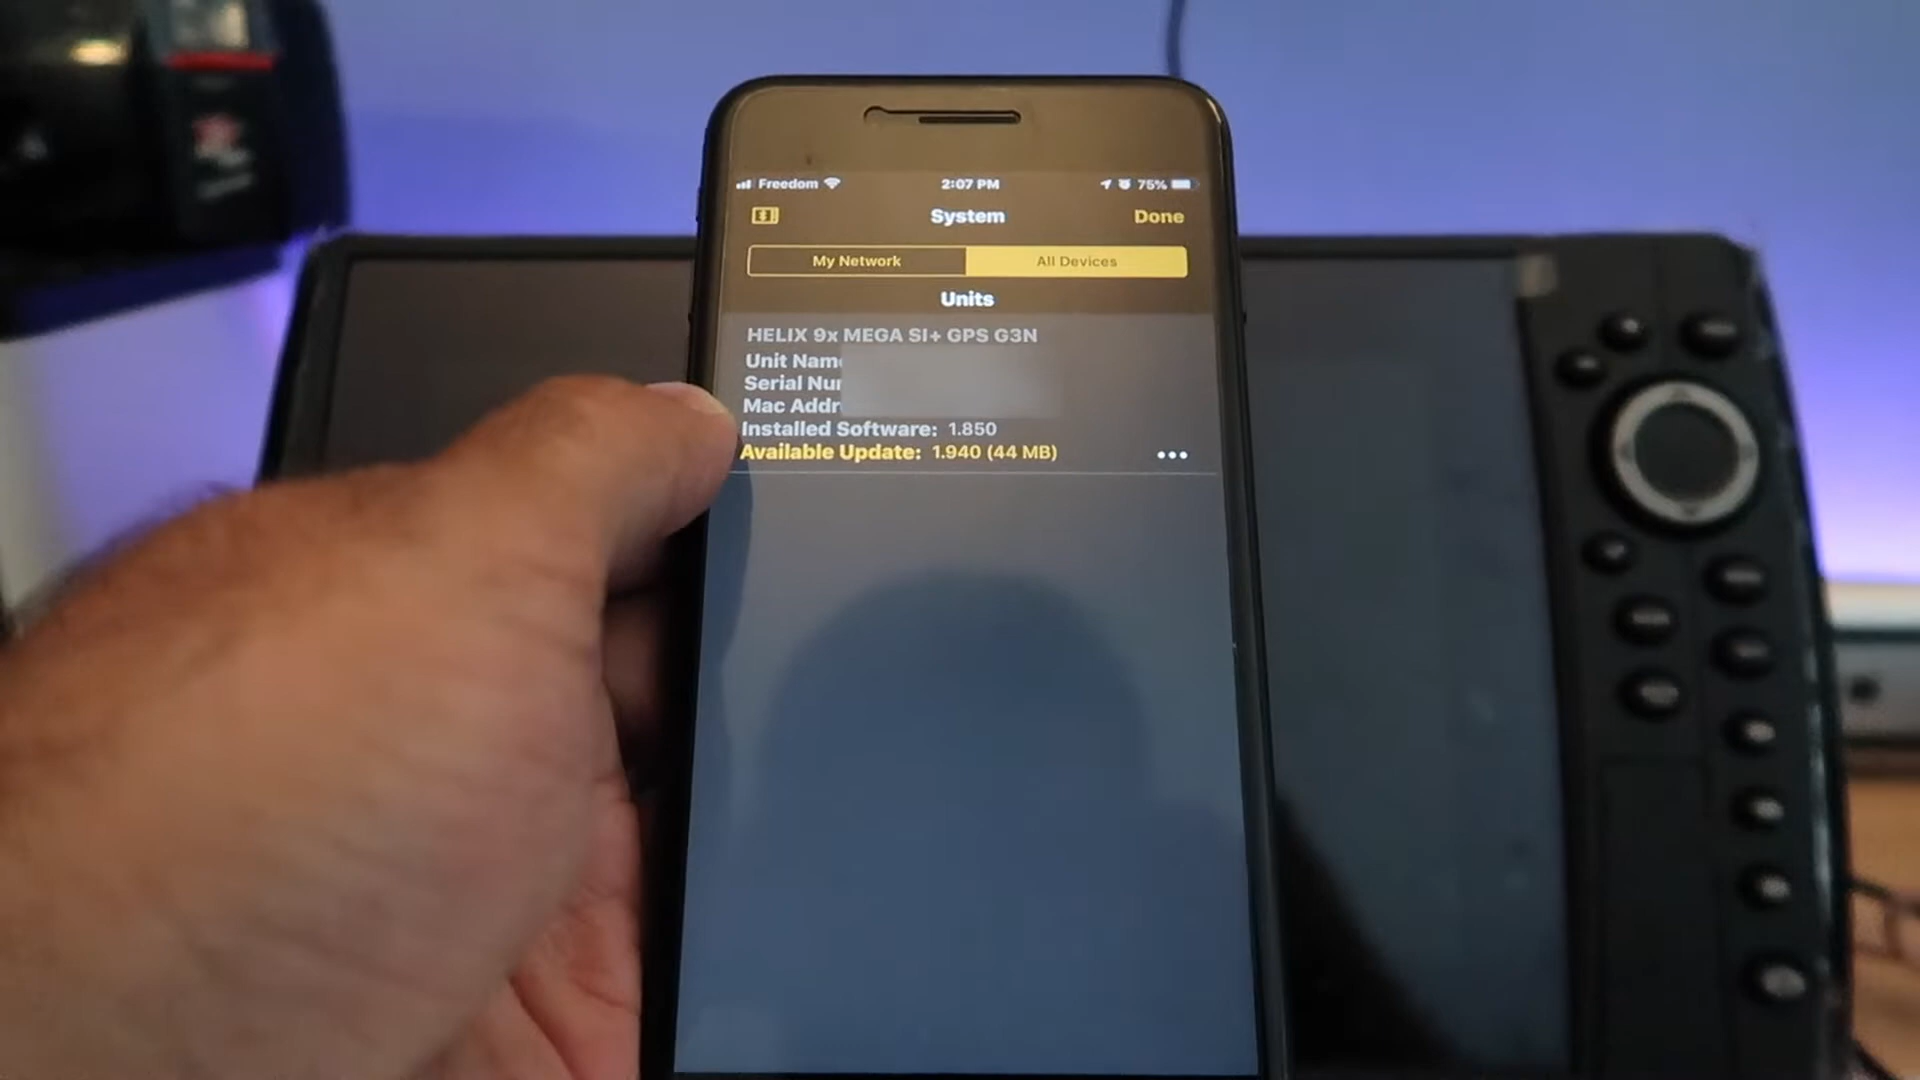 Freedom 2:07 PM 75%
System Done
My Network All Devices
Units
HELIX 9x MEGA SI+ GPS G3N
Unit Nam
Serial Nu
Mac Addr
Installed Software: 1.850
Available Update: 1.940 (44 MB)